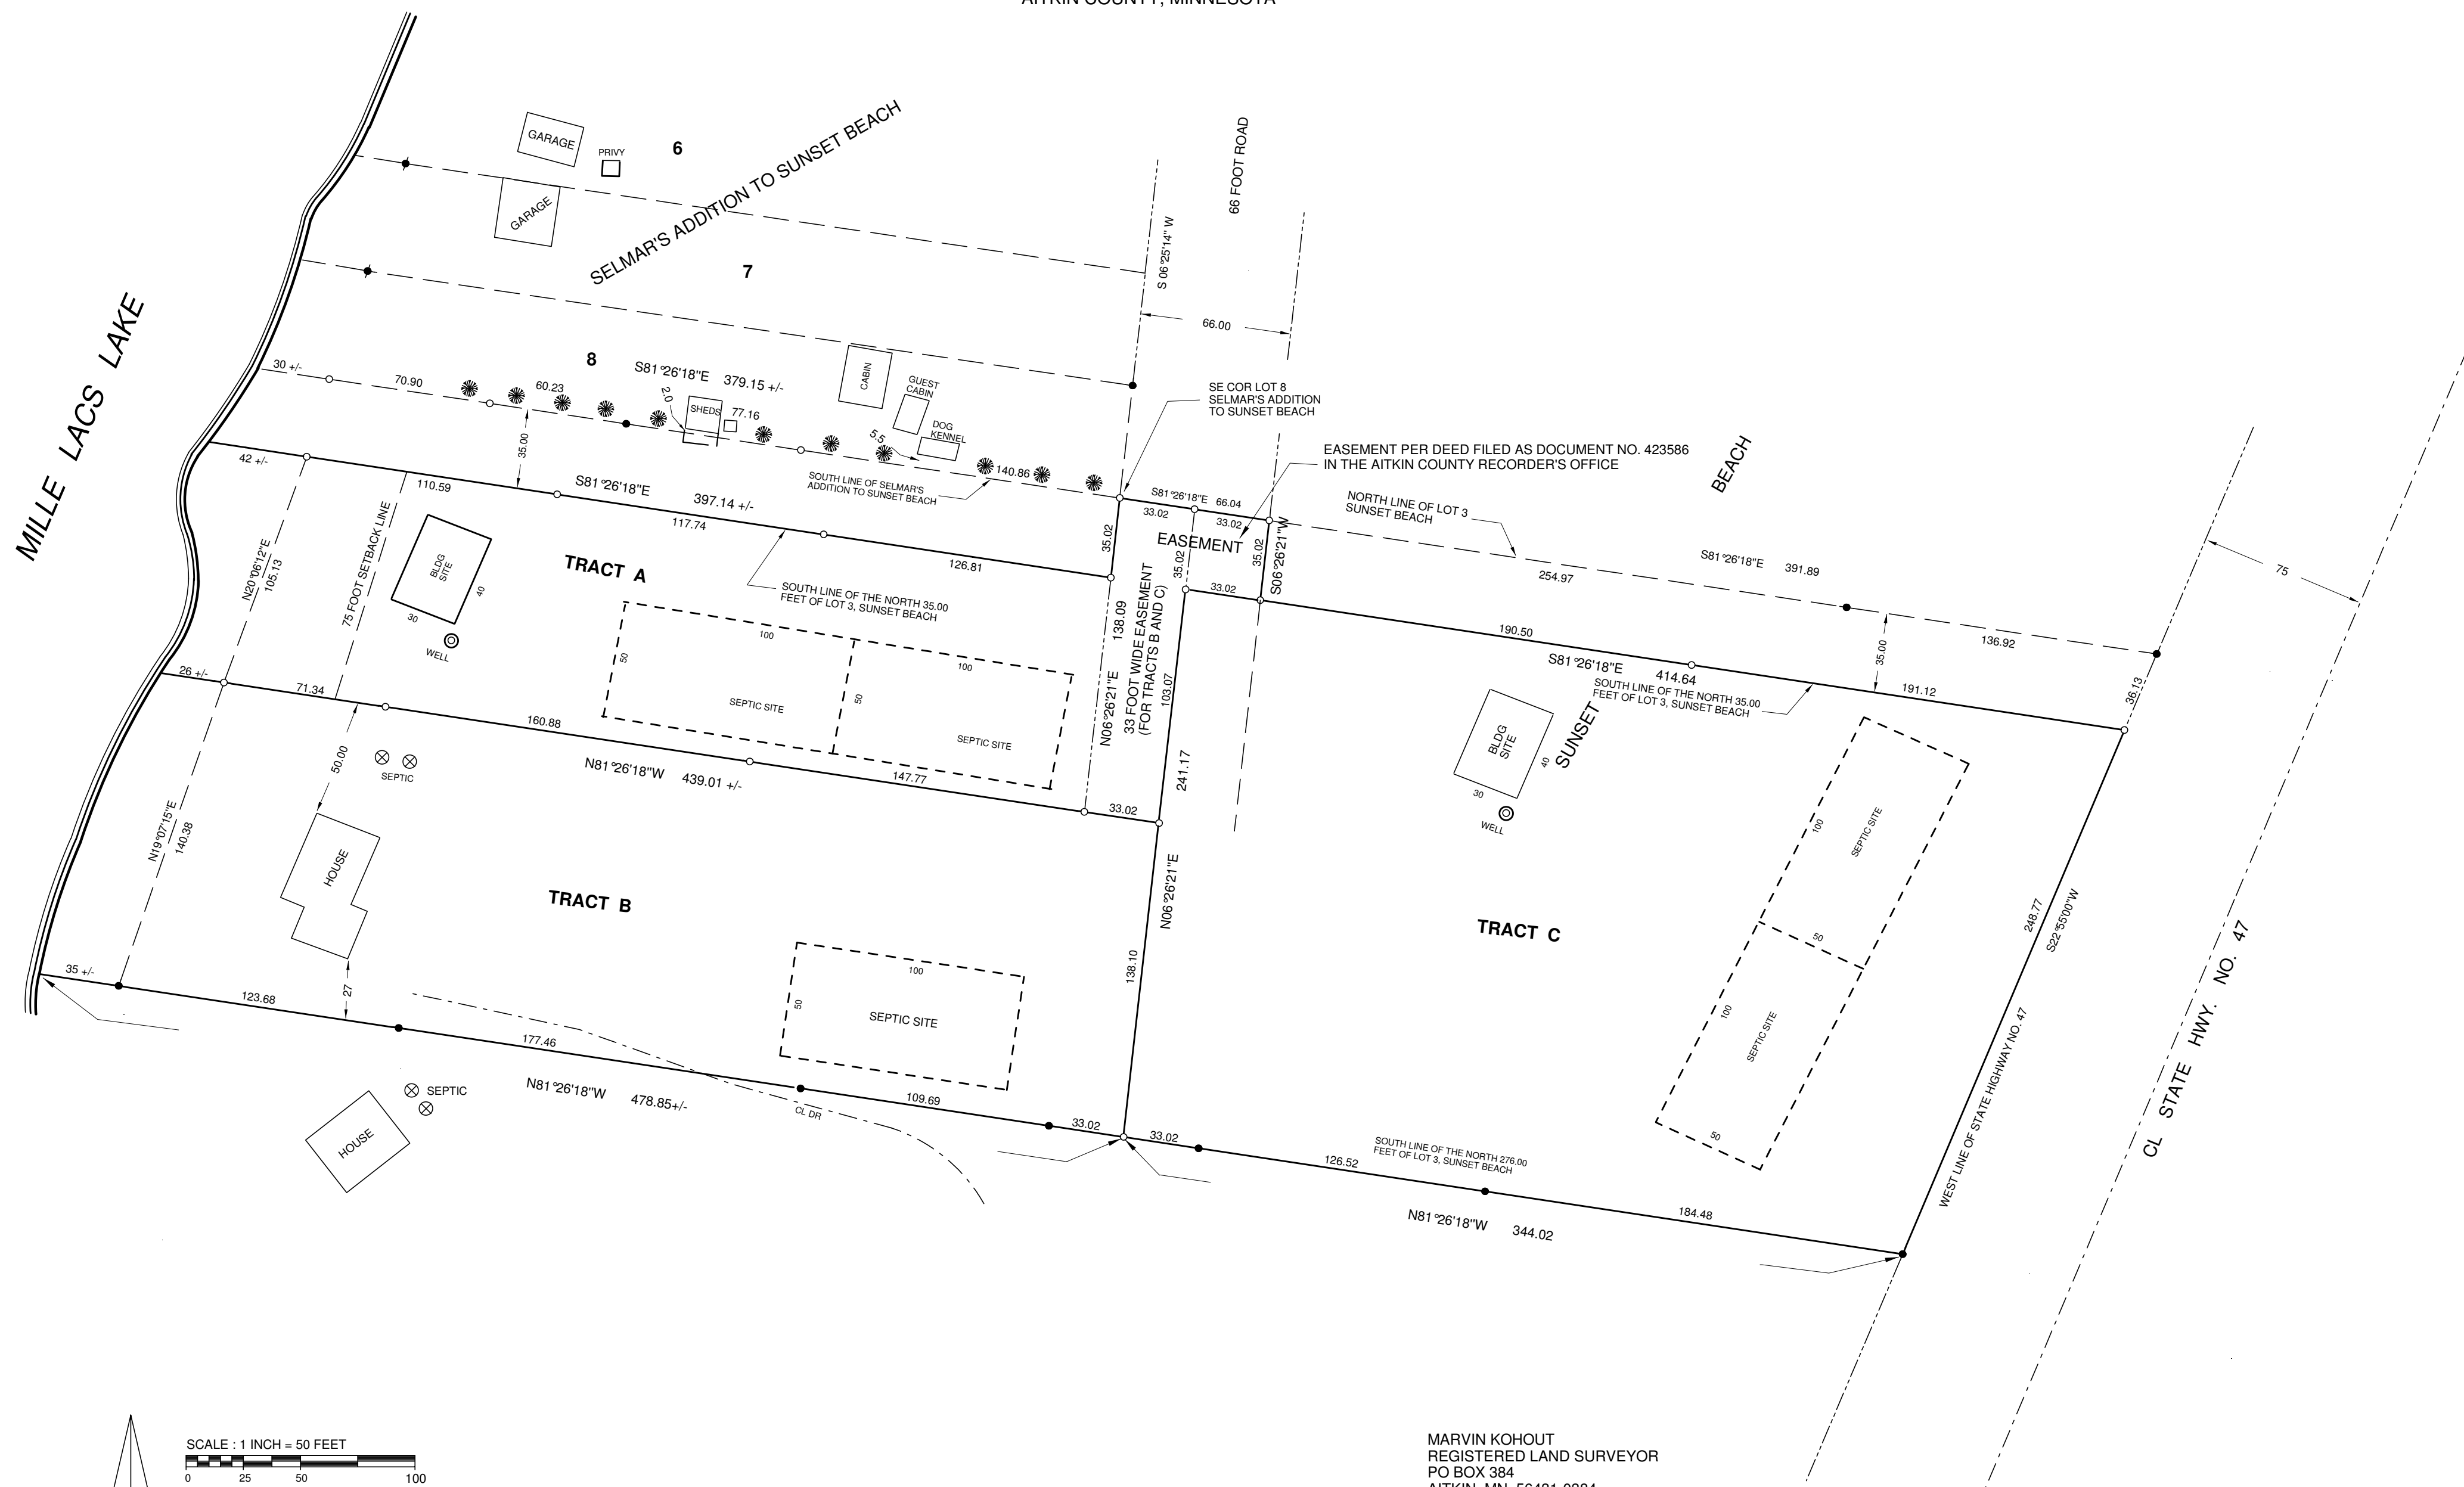 AITKIN COUNTY, MINNESOTA
GARAGE
PRIVY
6
GARAGE
SELMAR'S ADDITION TO SUNSET BEACH
7
66 FOOT ROAD
S 06°25'14" W
66.00
MILLE LACS LAKE
30 +/-
70.90
60.23
8
S81°26'18"E 379.15 +/-
2.0
SHEDS
77.16
CABIN
GUEST
CABIN
DOG
KENNEL
5.5
140.86
SOUTH LINE OF SELMAR'S
ADDITION TO SUNSET BEACH
35.00
SE COR LOT 8
SELMAR'S ADDITION
TO SUNSET BEACH
EASEMENT PER DEED FILED AS DOCUMENT NO. 423586
IN THE AITKIN COUNTY RECORDER'S OFFICE
BEACH
NORTH LINE OF LOT 3
SUNSET BEACH
S81°26'18"E 391.89
254.97
136.92
75
42 +/-
110.59
S81°26'18"E 397.14 +/-
117.74
126.81
S81°26'18"E 66.04
33.02
33.02
EASEMENT
35.02
35.02
35.02
S06°26'21"W
33.02
N20°06'12"E
105.13
75 FOOT SETBACK LINE
BLDG
SITE
40
30
WELL
TRACT A
SOUTH LINE OF THE NORTH 35.00
FEET OF LOT 3, SUNSET BEACH
100
50
SEPTIC SITE
100
50
SEPTIC SITE
138.09
N06°26'21"E
33 FOOT WIDE EASEMENT
(FOR TRACTS B AND C)
103.07
241.17
190.50
S81°26'18"E 414.64
SOUTH LINE OF THE NORTH 35.00
FEET OF LOT 3, SUNSET BEACH
35.00
191.12
36.13
BLDG
SITE
40
30
WELL
SUNSET
26 +/-
71.34
160.88
N81°26'18"W 439.01 +/-
147.77
33.02
50.00
SEPTIC
N19°07'15"E
140.38
HOUSE
27
TRACT B
N06°26'21"E
138.10
100
50
SEPTIC SITE
TRACT C
100
SEPTIC SITE
50
100
SEPTIC SITE
50
248.77
S22°55'00"W
WEST LINE OF STATE HIGHWAY NO. 47
CL STATE HWY. NO. 47
35 +/-
123.68
177.46
N81°26'18"W 478.85+/-
CL DR
109.69
33.02
33.02
126.52
SOUTH LINE OF THE NORTH 276.00
FEET OF LOT 3, SUNSET BEACH
N81°26'18"W 344.02
184.48
SEPTIC
HOUSE
SCALE : 1 INCH = 50 FEET
0 25 50 100
MARVIN KOHOUT
REGISTERED LAND SURVEYOR
PO BOX 384
AITKIN, MN